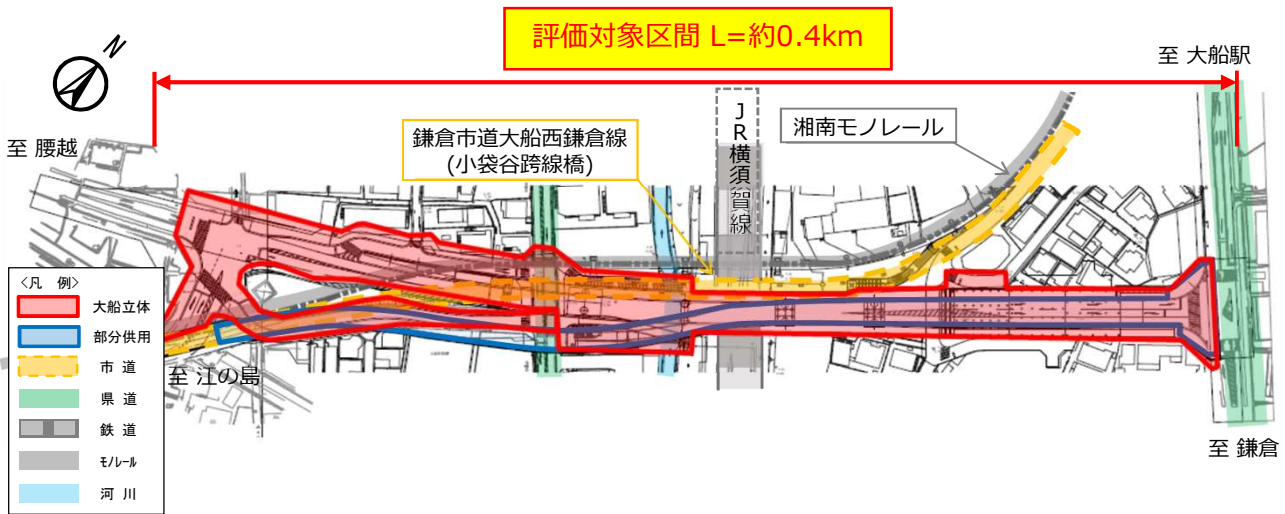 評価対象区間 L=約0.4km
N
至 大船駅
至 腰越
鎌倉市道大船西鎌倉線
(小袋谷跨線橋)
JR横須賀線
湘南モノレール
<凡 例>
大船立体
部分供用
市 道
県 道
鉄 道
ﾓﾉﾚｰﾙ
河 川
至 江の島
至 鎌倉